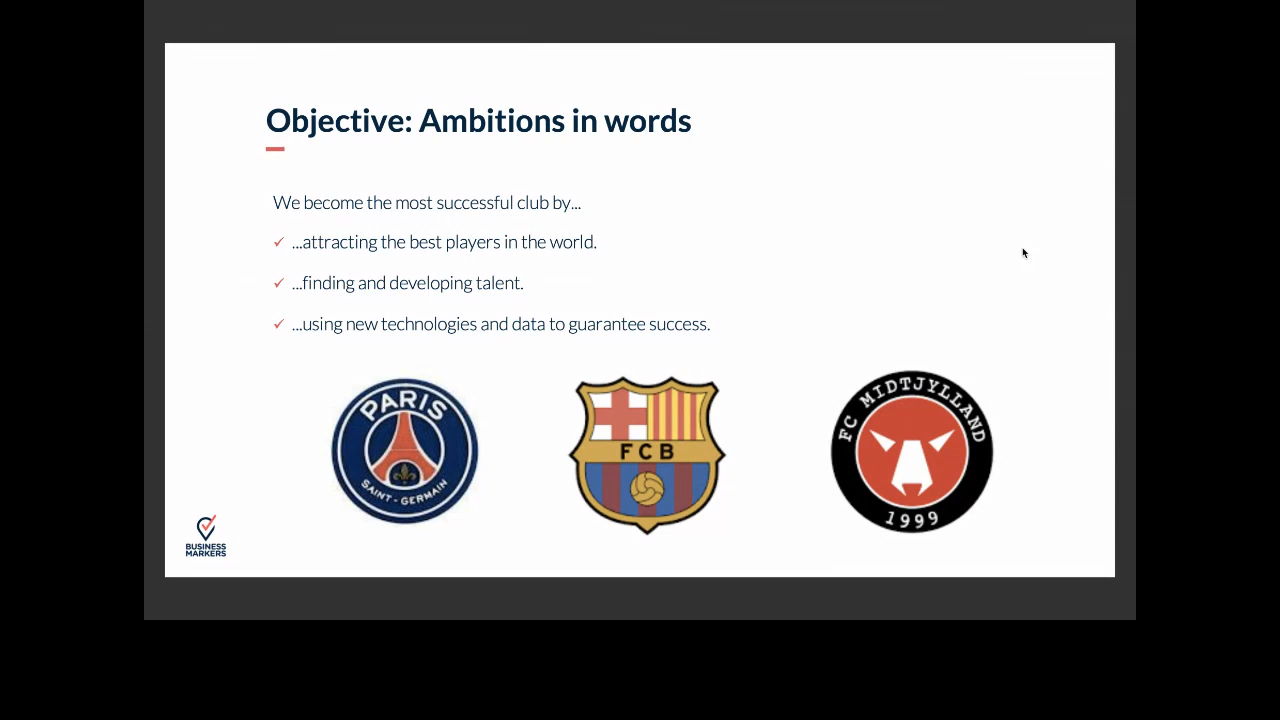 Objective: Ambitions in words
We become the most successful club by...
...attracting the best players in the world.
...finding and developing talent.
...using new technologies and data to guarantee success.
PARIS
SAINT-GERMAIN
FCB
FC MIDTJYLLAND
1999
BUSINESS
MARKERS